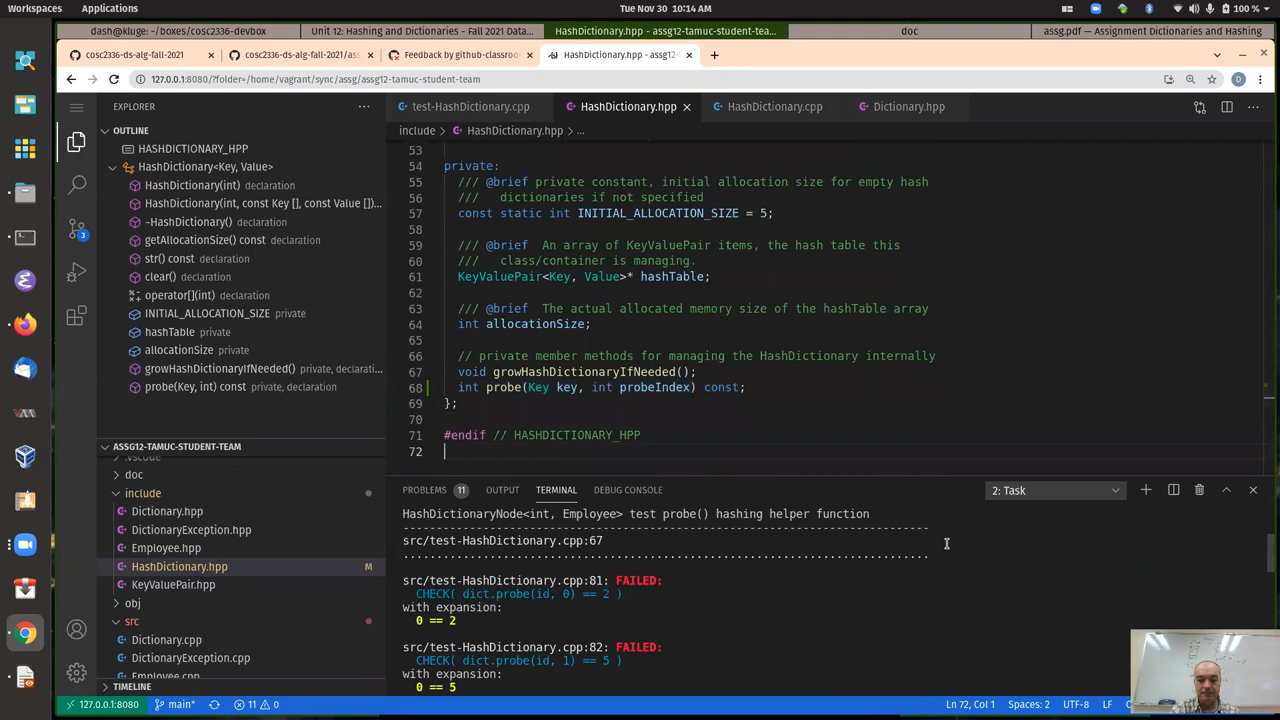 Workspaces Applications Tue Nov 30 10:14 AM 100 %
dash@kluge: ~/boxes/cosc2336-devbox Unit 12: Hashing and Dictionaries - Fall 2021 Data... HashDictionary.hpp - assg12-tamuc-student-tea... doc assg.pdf — Assignment Dictionaries and Hashing
cosc2336-ds-alg-fall-2021 cosc2336-ds-alg-fall-2021/ass Feedback by github-classroo HashDictionary.hpp - assg12-t
127.0.0.1:8080/?folder=/home/vagrant/sync/assg/assg12-tamuc-student-team D
EXPLORER test-HashDictionary.cpp HashDictionary.hpp HashDictionary.cpp Dictionary.hpp
OUTLINE include > HashDictionary.hpp > ...
HASHDICTIONARY_HPP
HashDictionary<Key, Value>
HashDictionary(int) declaration
HashDictionary(int, const Key [], const Value [])...
~HashDictionary() declaration
getAllocationSize() const declaration
str() const declaration
clear() declaration
operator[](int) declaration
INITIAL_ALLOCATION_SIZE private
hashTable private
allocationSize private
growHashDictionaryIfNeeded() private, declarati...
probe(Key, int) const private, declaration
ASSG12-TAMUC-STUDENT-TEAM
.vscode
doc
include
Dictionary.hpp
DictionaryException.hpp
Employee.hpp
HashDictionary.hpp M
KeyValuePair.hpp
obj
src
Dictionary.cpp
DictionaryException.cpp
Employee.cpp
TIMELINE
3
53
54 private:
55 /// @brief private constant, initial allocation size for empty hash
56 /// dictionaries if not specified
57 const static int INITIAL_ALLOCATION_SIZE = 5;
58
59 /// @brief An array of KeyValuePair items, the hash table this
60 /// class/container is managing.
61 KeyValuePair<Key, Value>* hashTable;
62
63 /// @brief The actual allocated memory size of the hashTable array
64 int allocationSize;
65
66 // private member methods for managing the HashDictionary internally
67 void growHashDictionaryIfNeeded();
68 int probe(Key key, int probeIndex) const;
69 };
70
71 #endif // HASHDICTIONARY_HPP
72
PROBLEMS 11 OUTPUT TERMINAL DEBUG CONSOLE 2: Task
HashDictionaryNode<int, Employee> test probe() hashing helper function
-------------------------------------------------------------------------------
src/test-HashDictionary.cpp:67
...............................................................................
src/test-HashDictionary.cpp:81: FAILED:
CHECK( dict.probe(id, 0) == 2 )
with expansion:
0 == 2
src/test-HashDictionary.cpp:82: FAILED:
CHECK( dict.probe(id, 1) == 5 )
with expansion:
0 == 5
127.0.0.1:8080 main* 11 0 Ln 72, Col 1 Spaces: 2 UTF-8 LF